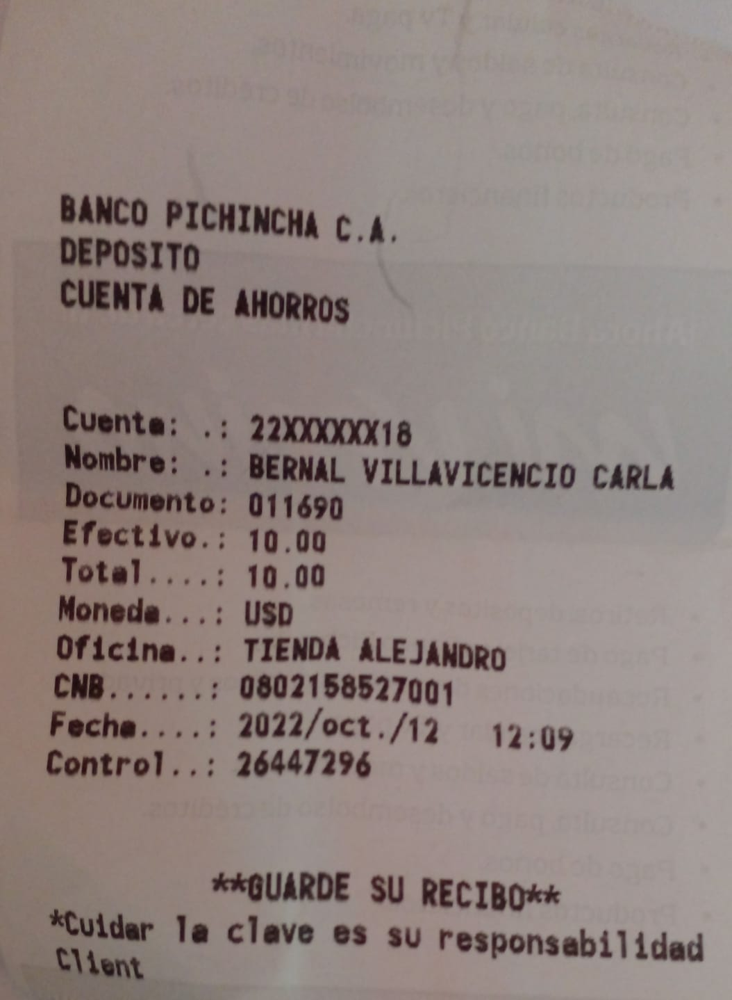 BANCO PICHINCHA C.A.
DEPOSITO
CUENTA DE AHORROS
Cuenta: .: 22XXXXXX18
Nombre: .: BERNAL VILLAVICENCIO CARLA
Documento: 011690
Efectivo.: 10.00
Total....: 10.00
Moneda...: USD
Oficina..: TIENDA ALEJANDRO
CNB......: 0802158527001
Fecha....: 2022/oct./12 12:09
Control..: 26447296
**GUARDE SU RECIBO**
*Cuidar la clave es su responsabilidad
Client